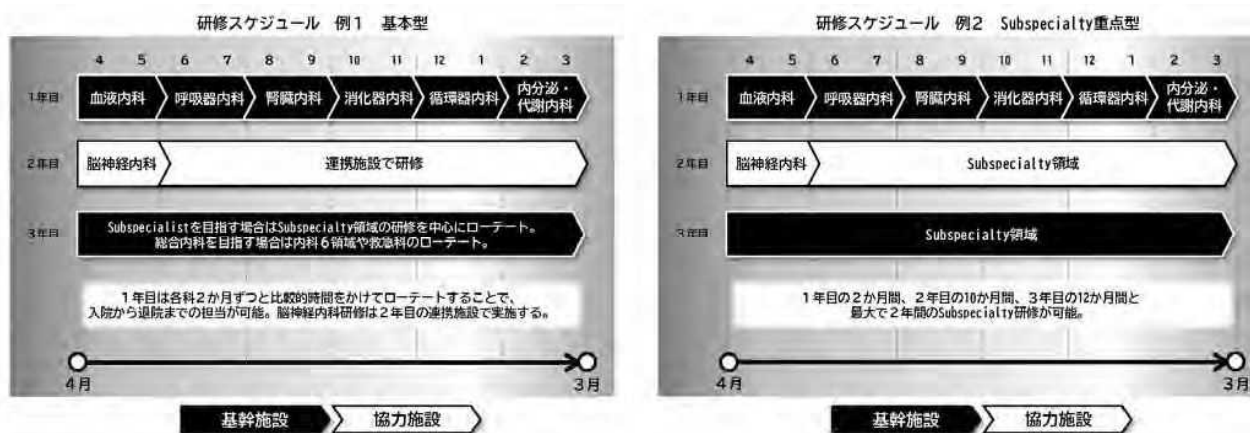 研修スケジュール 例1 基本型
4 5 6 7 8 9 10 11 12 1 2 3
1年目
血液内科
呼吸器内科
腎臓内科
消化器内科
循環器内科
内分泌・
代謝内科
2年目
脳神経内科
連携施設で研修
3年目
Subspecialistを目指す場合はSubspecialty領域の研修を中心にローテート。
総合内科を目指す場合は内科6領域や救急科のローテート。
1年目は各科2か月ずつと比較的時間をかけてローテートすることで、
入院から退院までの担当が可能。脳神経内科研修は2年目の連携施設で実施する。
4月
3月
基幹施設
協力施設
研修スケジュール 例2 Subspecialty重点型
4 5 6 7 8 9 10 11 12 1 2 3
1年目
血液内科
呼吸器内科
腎臓内科
消化器内科
循環器内科
内分泌・
代謝内科
2年目
脳神経内科
Subspecialty領域
3年目
Subspecialty領域
1年目の2か月間、2年目の10か月間、3年目の12か月間と
最大で2年間のSubspecialty研修が可能。
4月
3月
基幹施設
協力施設